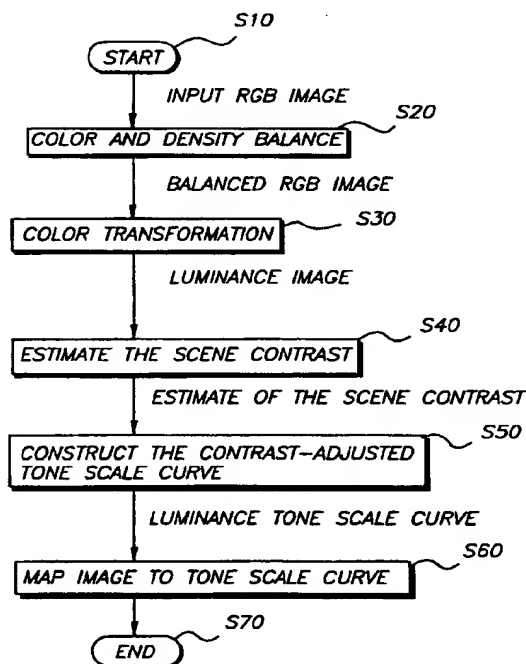 S10
START
INPUT RGB IMAGE
S20
COLOR AND DENSITY BALANCE
BALANCED RGB IMAGE
S30
COLOR TRANSFORMATION
LUMINANCE IMAGE
S40
ESTIMATE THE SCENE CONTRAST
ESTIMATE OF THE SCENE CONTRAST
S50
CONSTRUCT THE CONTRAST-ADJUSTED
TONE SCALE CURVE
LUMINANCE TONE SCALE CURVE
S60
MAP IMAGE TO TONE SCALE CURVE
S70
END